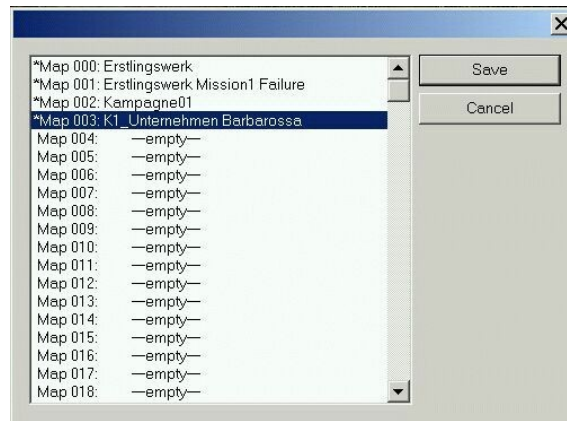 *Map 000: Erstlingswerk
*Map 001: Erstlingswerk Mission1 Failure
*Map 002: Kampagne01
*Map 003: K1_Unternehmen Barbarossa
Map 004: —empty—
Map 005: —empty—
Map 006: —empty—
Map 007: —empty—
Map 008: —empty—
Map 009: —empty—
Map 010: —empty—
Map 011: —empty—
Map 012: —empty—
Map 013: —empty—
Map 014: —empty—
Map 015: —empty—
Map 016: —empty—
Map 017: —empty—
Map 018: —empty—
Save
Cancel